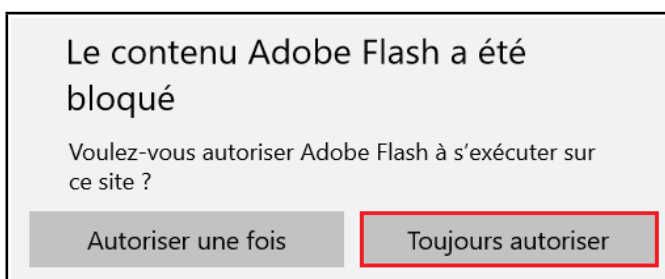 Le contenu Adobe Flash a été
bloqué
Voulez-vous autoriser Adobe Flash à s’exécuter sur
ce site ?
Autoriser une fois
Toujours autoriser